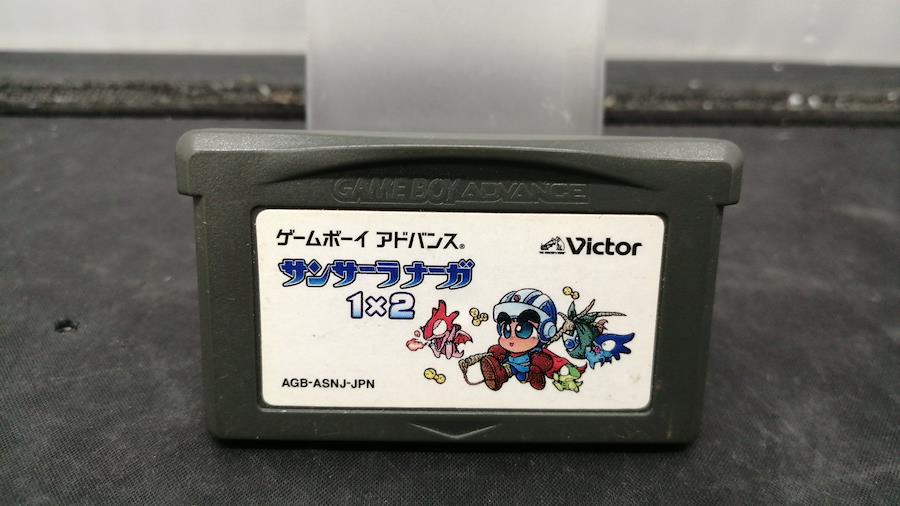 GAME BOY ADVANCE
ゲームボーイ アドバンス®
Victor
サンサーラ ナーガ
1×2
AGB-ASNJ-JPN